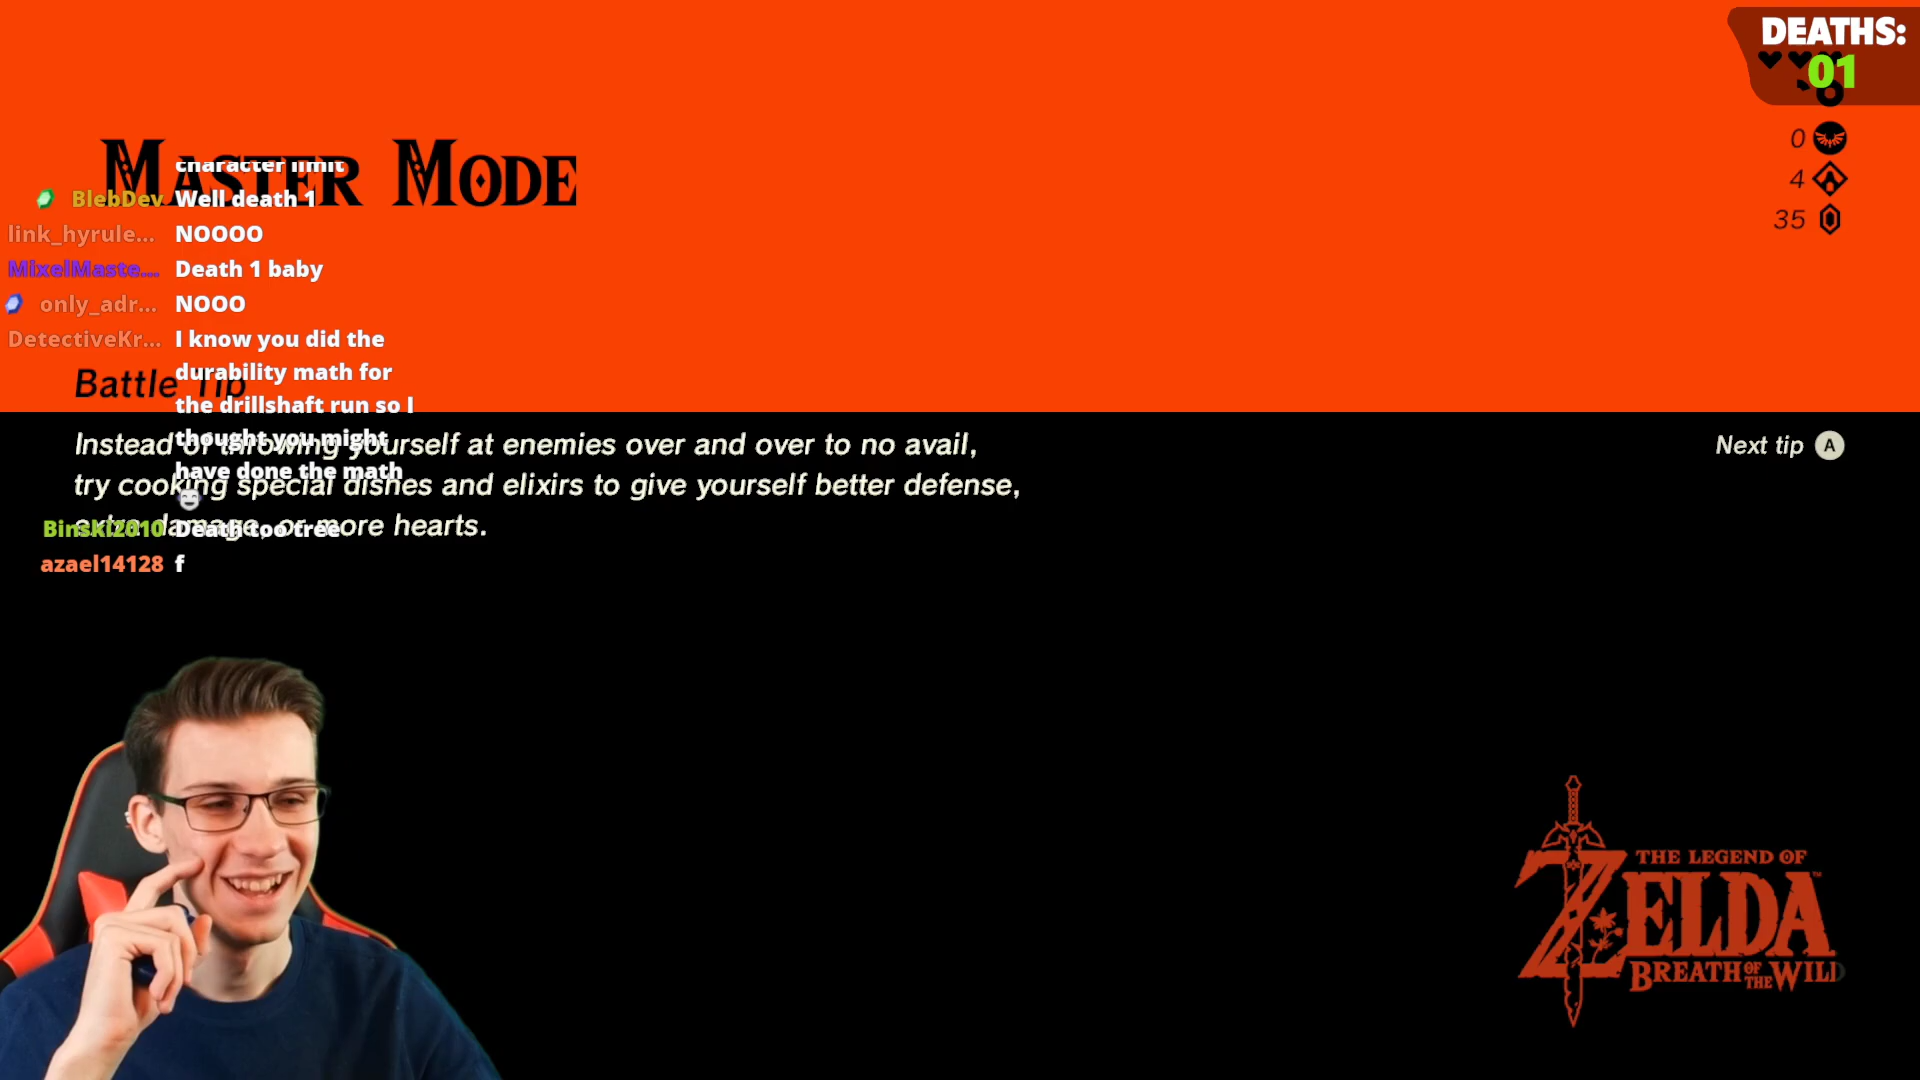 DEATHS:
01
0
4
35
MASTER MODE
character limit
BlebDev Well death 1
link_hyrule... NOOOO
MixelMaste... Death 1 baby
only_adr... NOOO
DetectiveKr... I know you did the
durability math for
the drillshaft run so I
thought you might
have done the math
Binski2010 Death too tree
azael14128 f
Battle Tip
Instead of throwing yourself at enemies over and over to no avail,
try cooking special dishes and elixirs to give yourself better defense,
extra damage, or more hearts.
Next tip A
THE LEGEND OF
ZELDA
BREATH OF THE WILD